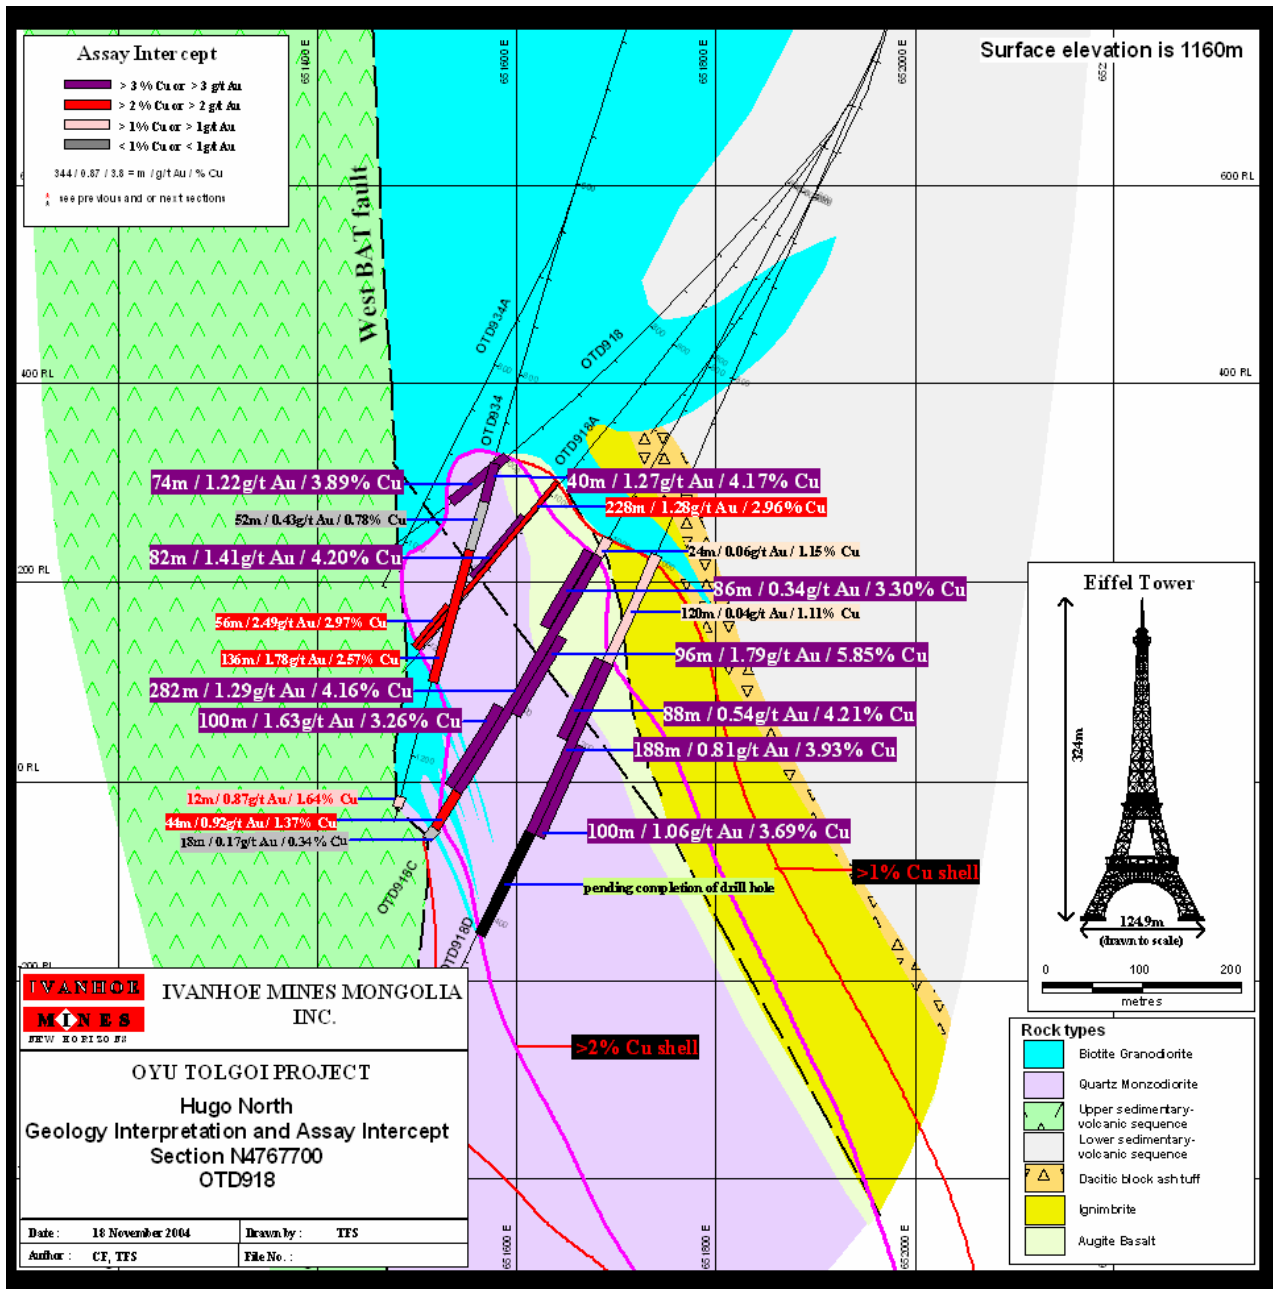 Surface elevation is 1160m
Assay Intercept
> 3 % Cu or > 3 g/t Au
> 2 % Cu or > 2 g/t Au
> 1% Cu or > 1g/t Au
< 1% Cu or < 1g/t Au
344 / 0.87 / 3.8 = m / g/t Au / % Cu
see previous and or next sections
651400 E
651600 E
651800 E
652000 E
600 RL
West BAT fault
OTD934A
OTD918
400 RL
400 RL
OTD934
OTD918A
74m / 1.22g/t Au / 3.89% Cu
40m / 1.27g/t Au / 4.17% Cu
228m / 1.28g/t Au / 2.96% Cu
52m / 0.43g/t Au / 0.78% Cu
82m / 1.41g/t Au / 4.20% Cu
24m / 0.06g/t Au / 1.15% Cu
200 RL
200 RL
86m / 0.34g/t Au / 3.30% Cu
120m / 0.04g/t Au / 1.11% Cu
56m / 2.49g/t Au / 2.97% Cu
136m / 1.78g/t Au / 2.57% Cu
96m / 1.79g/t Au / 5.85% Cu
282m / 1.29g/t Au / 4.16% Cu
100m / 1.63g/t Au / 3.26% Cu
88m / 0.54g/t Au / 4.21% Cu
188m / 0.81g/t Au / 3.93% Cu
0 RL
0 RL
12m / 0.87g/t Au / 1.64% Cu
44m / 0.92g/t Au / 1.37% Cu
18m / 0.17g/t Au / 0.34% Cu
100m / 1.06g/t Au / 3.69% Cu
OTD918C
pending completion of drill hole
>1% Cu shell
OTD918D
>2% Cu shell
Eiffel Tower
324m
124.9m
(drawn to scale)
0 100 200
metres
IVANHOE
MINES
NEW HORIZONS
IVANHOE MINES MONGOLIA
INC.
OYU TOLGOI PROJECT
Hugo North
Geology Interpretation and Assay Intercept
Section N4767700
OTD918
Date : 18 November 2004 Drawn by : TFS
Author : CF, TFS File No. :
Rock types
Biotite Granodiorite
Quartz Monzodiorite
Upper sedimentary-
volcanic sequence
Lower sedimentary-
volcanic sequence
Dacitic block ash tuff
Ignimbrite
Augite Basalt
651600 E
651800 E
652000 E